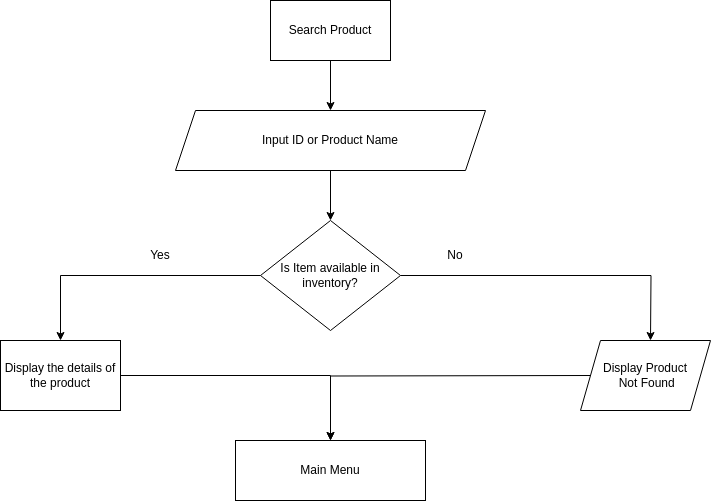 Search Product
Input ID or Product Name
Yes
No
Is Item available in
inventory?
Display the details of
the product
Display Product
Not Found
Main Menu